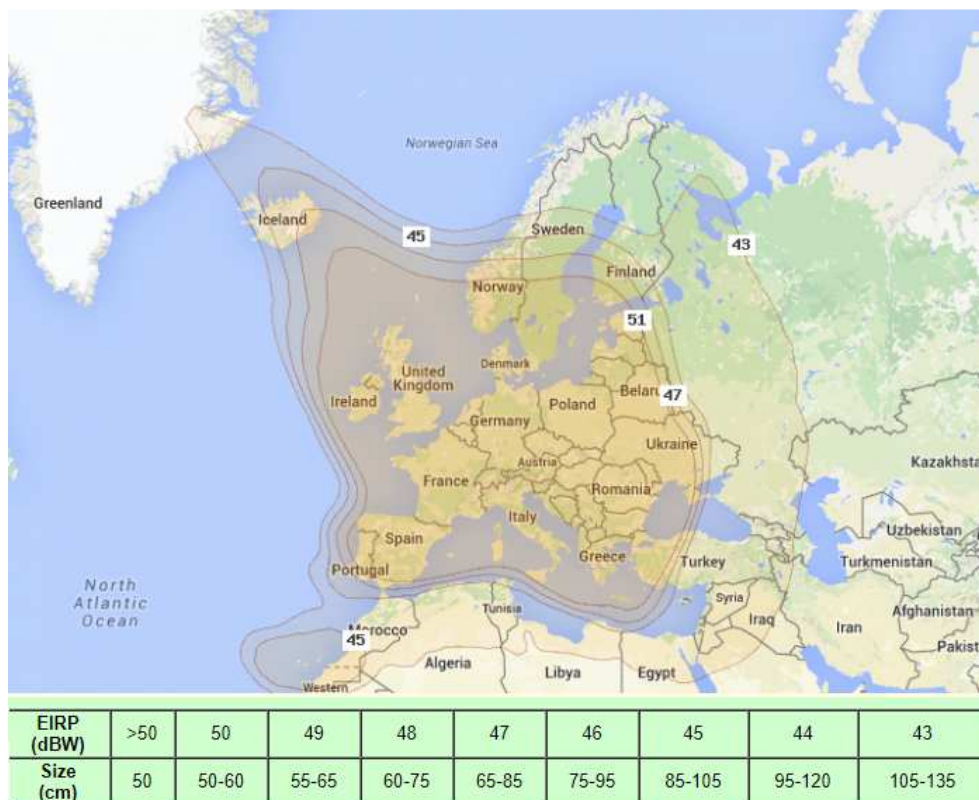 Norwegian Sea
Greenland
Iceland
45
Sweden
43
Finland
Norway
51
Denmark
United
Kingdom
Ireland
Belaru
47
Poland
Germany
Ukraine
Austria
France
Kazakhsta
Romania
Italy
Uzbekistan
Spain
Greece
Turkey
Turkmenistan
Portugal
North
Atlantic
Ocean
Syria
Afghanistan
Tunisia
Iraq
Iran
Morocco
45
Pakist
Algeria
Libya
Egypt
Western
EIRP (dBW) >50 50 49 48 47 46 45 44 43
Size (cm) 50 50-60 55-65 60-75 65-85 75-95 85-105 95-120 105-135